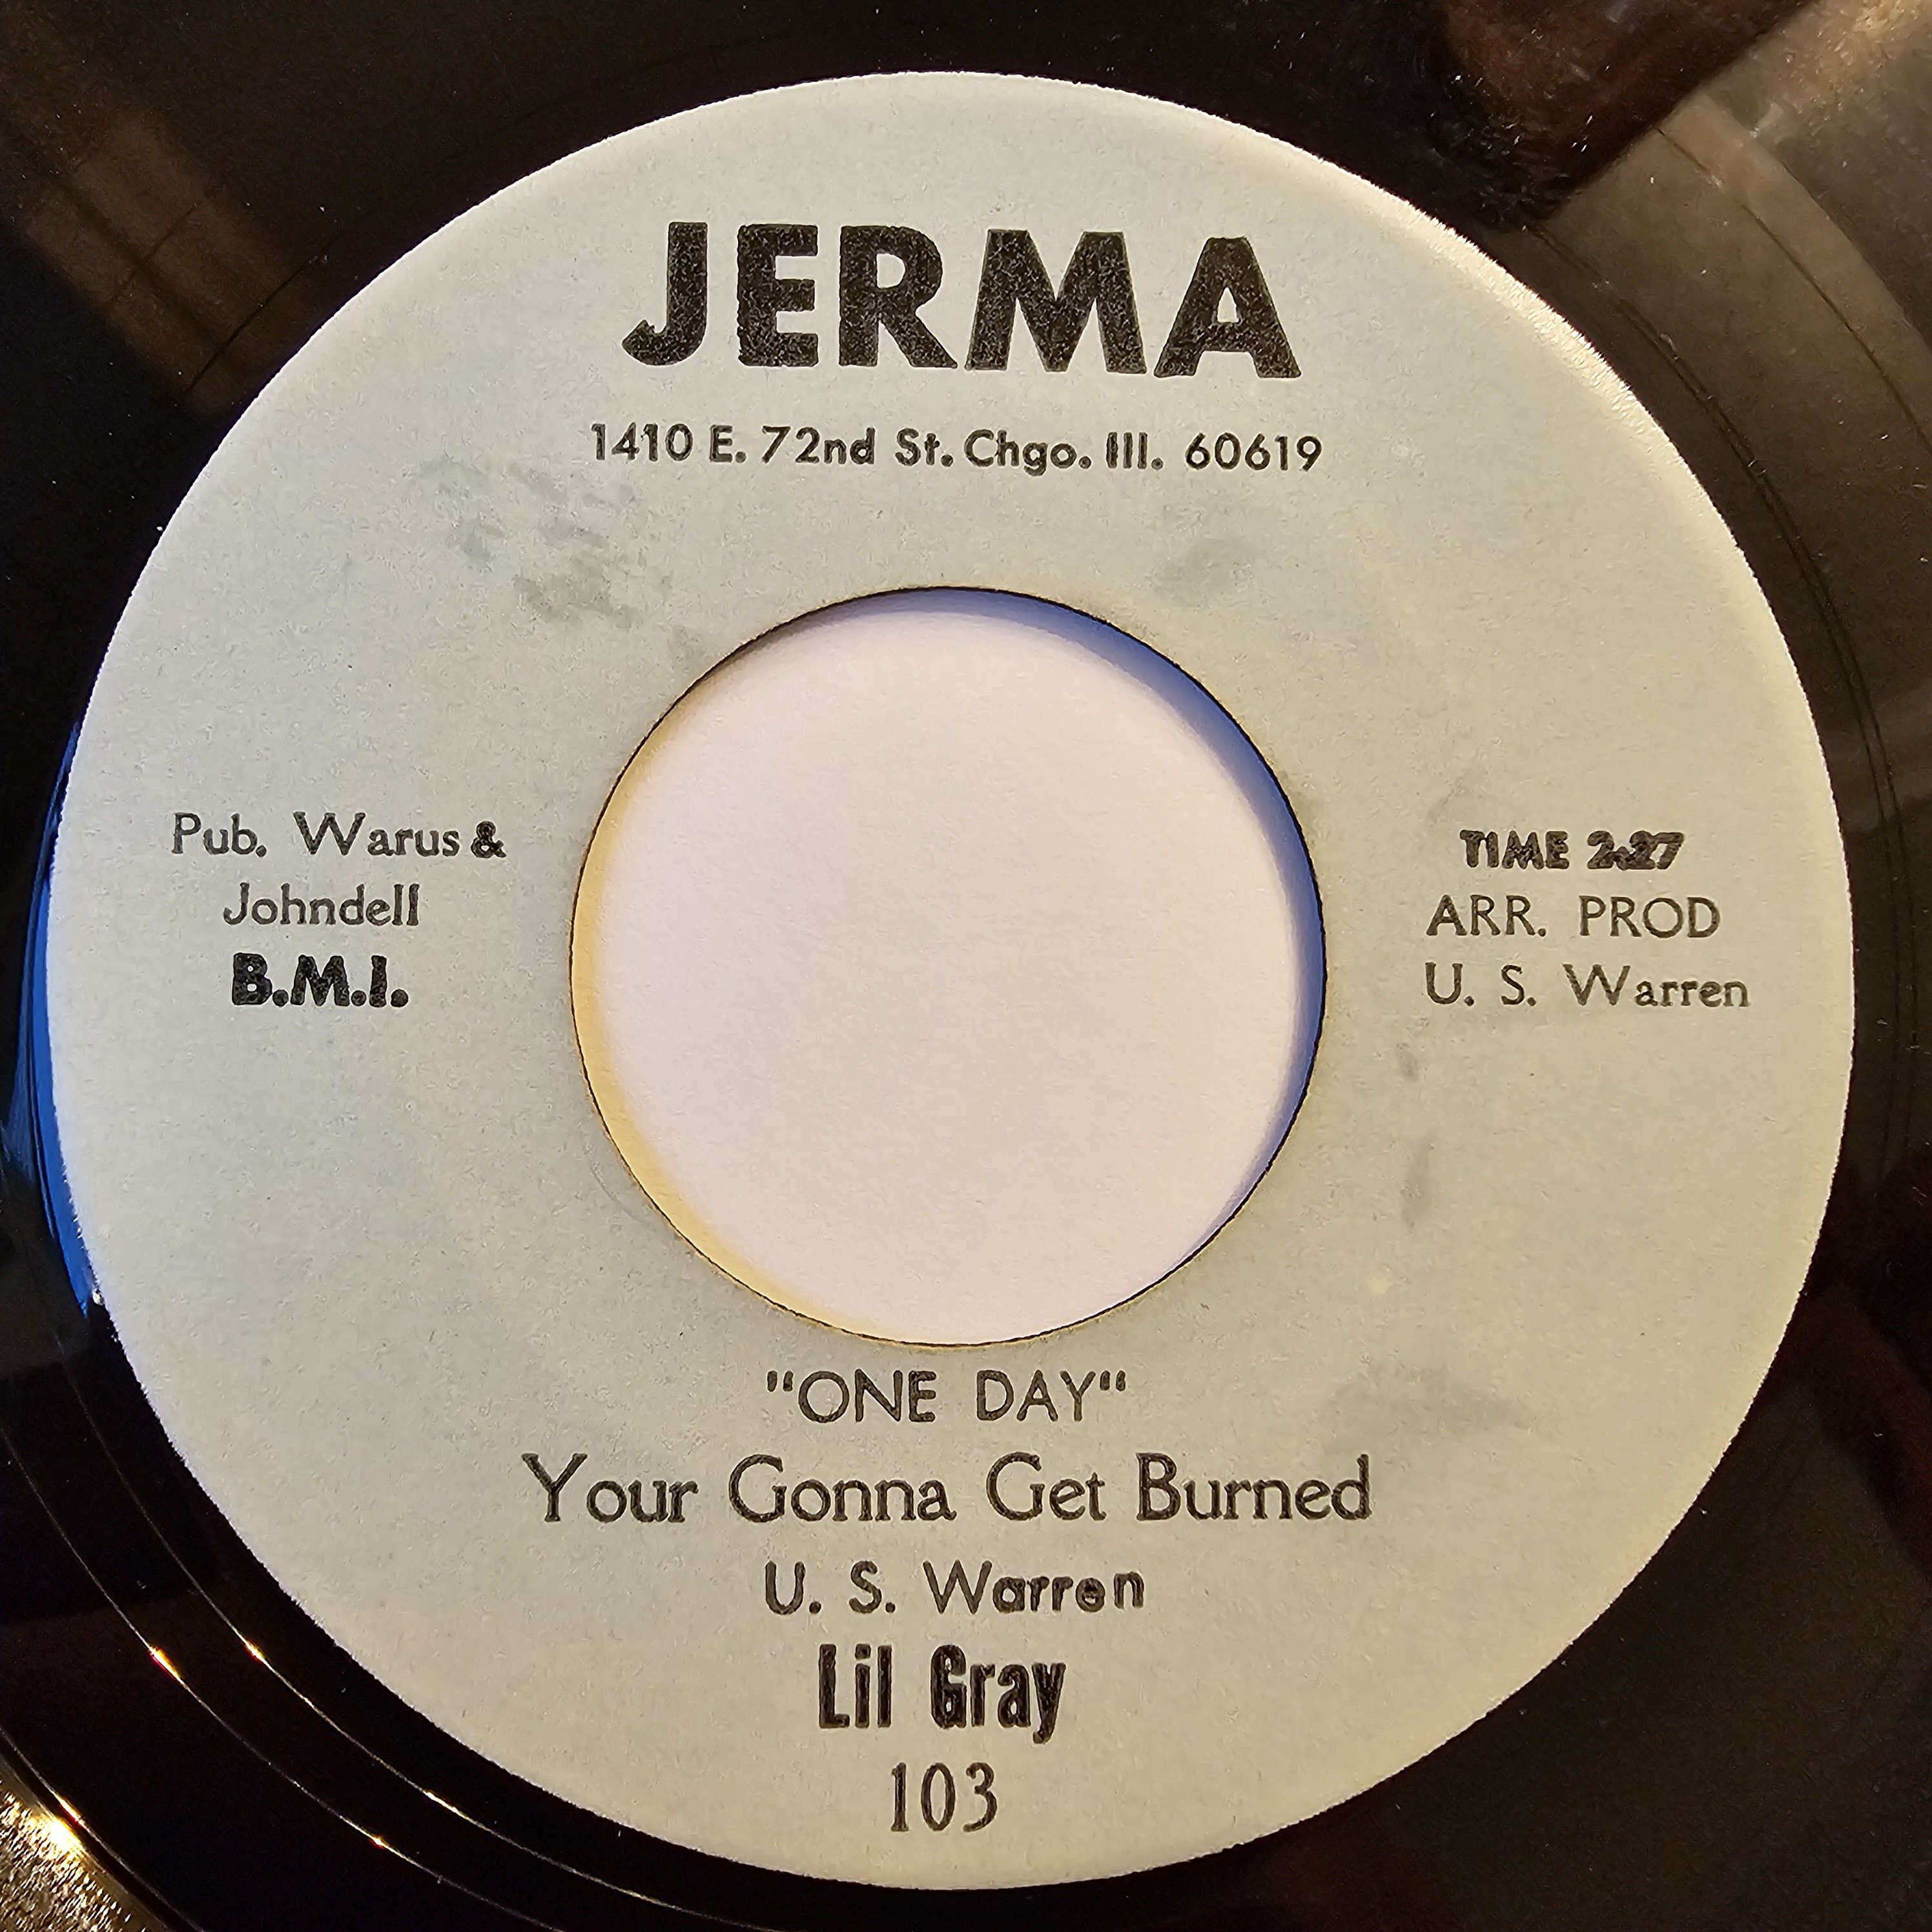 JERMA
1410 E. 72nd St. Chgo. Ill. 60619
Pub. Warus &
Johndell
B.M.I.
TIME 2:27
ARR. PROD
U. S. Warren
"ONE DAY"
Your Gonna Get Burned
U. S. Warren
Lil Gray
103